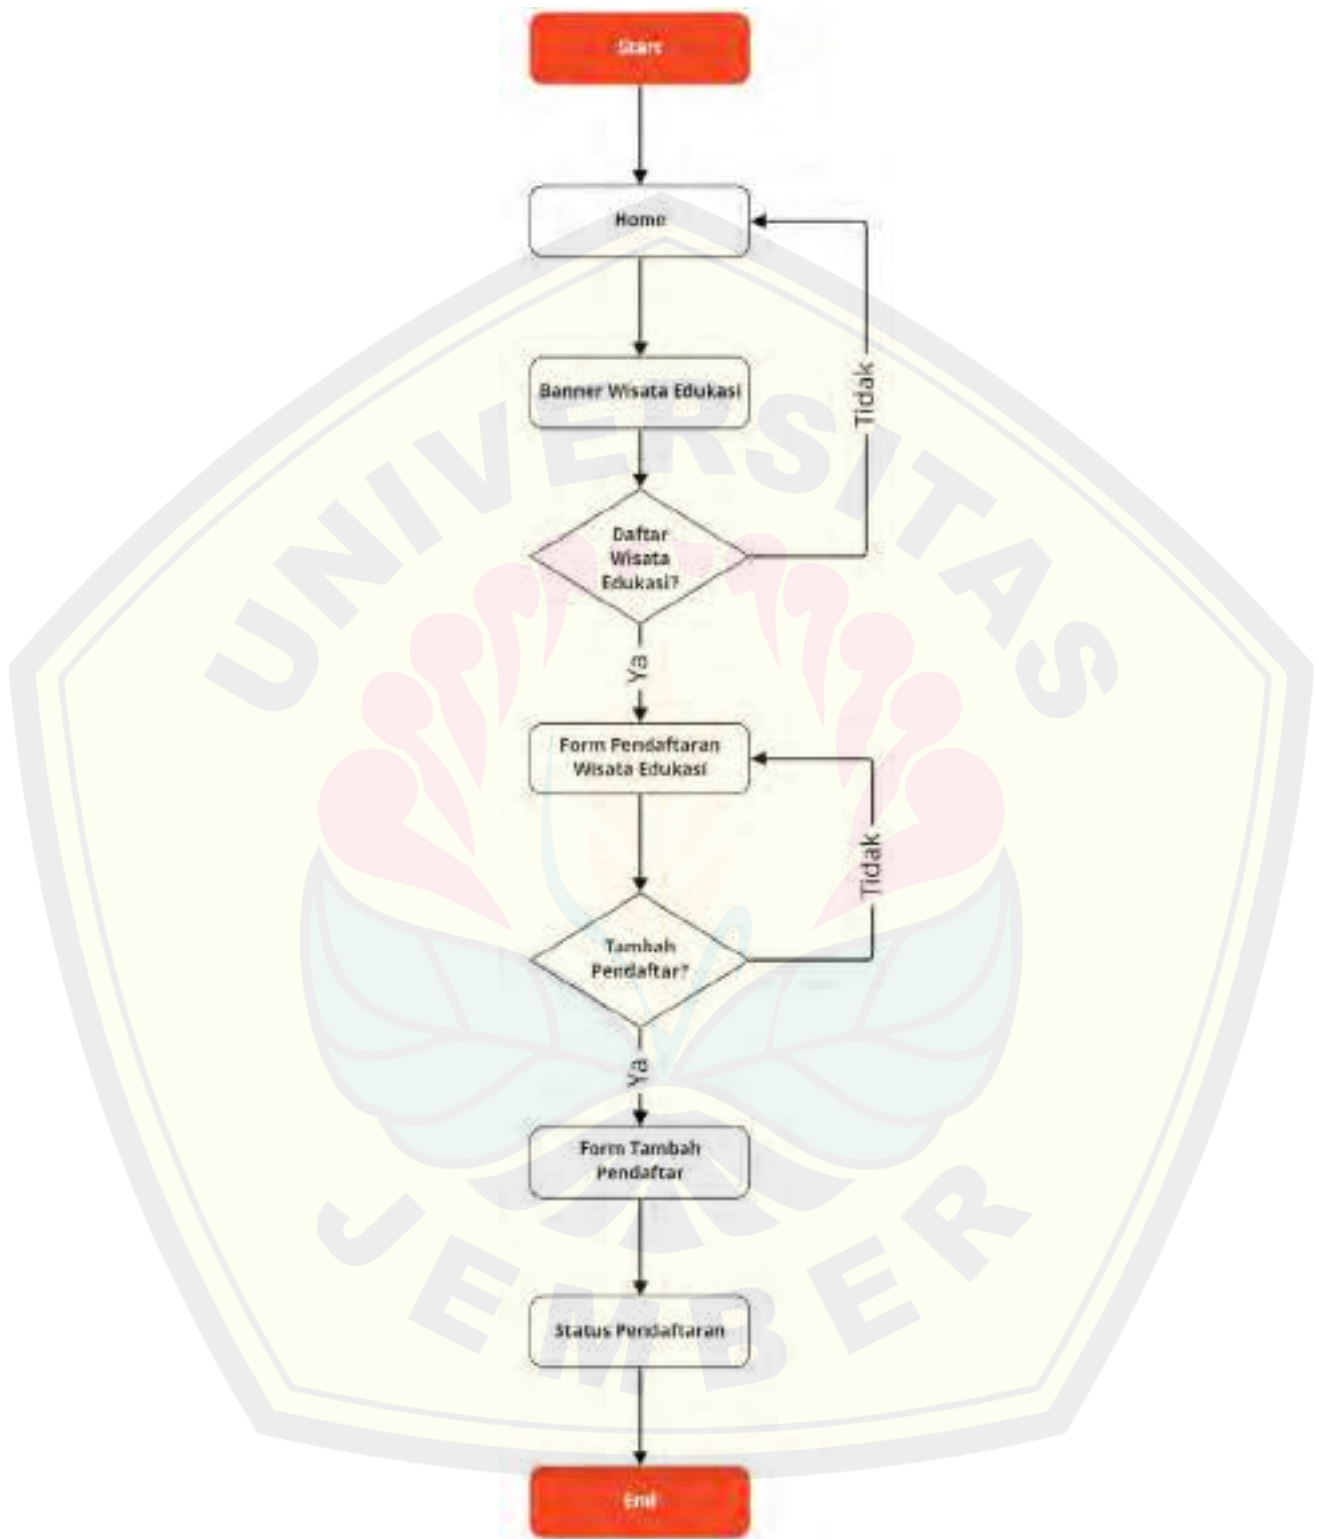 Start
Home
Banner Wisata Edukasi
Tidak
Daftar
Wisata
Edukasi?
Ya
Form Pendaftaran
Wisata Edukasi
Tidak
Tambah
Pendaftar?
Ya
Form Tambah
Pendaftar
Status Pendaftaran
End
UNIVERSITAS
JEMBER